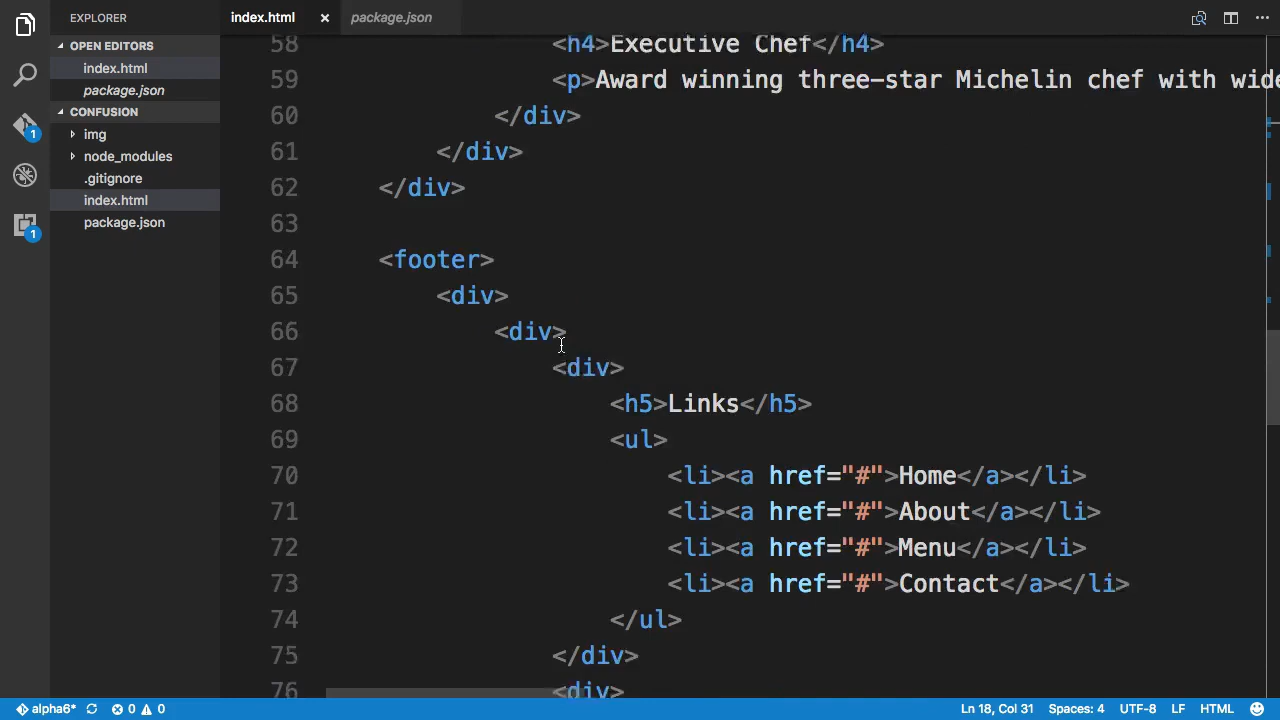 EXPLORER
OPEN EDITORS
index.html
package.json
CONFUSION
img
node_modules
.gitignore
index.html
package.json
1
1
index.html × package.json
58 <h4>Executive Chef</h4>
59 <p>Award winning three-star Michelin chef with wide
60 </div>
61 </div>
62 </div>
63
64 <footer>
65 <div>
66 <div>
67 <div>
68 <h5>Links</h5>
69 <ul>
70 <li><a href="#">Home</a></li>
71 <li><a href="#">About</a></li>
72 <li><a href="#">Menu</a></li>
73 <li><a href="#">Contact</a></li>
74 </ul>
75 </div>
76 <div>
alpha6* 0 0 Ln 18, Col 31 Spaces: 4 UTF-8 LF HTML